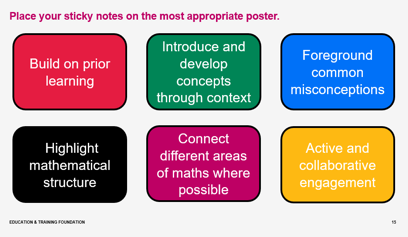 Place your sticky notes on the most appropriate poster.
Build on prior
learning
Introduce and
develop
concepts
through context
Foreground
common
misconceptions
Highlight
mathematical
structure
Connect
different areas
of maths where
possible
Active and
collaborative
engagement
EDUCATION & TRAINING FOUNDATION
15